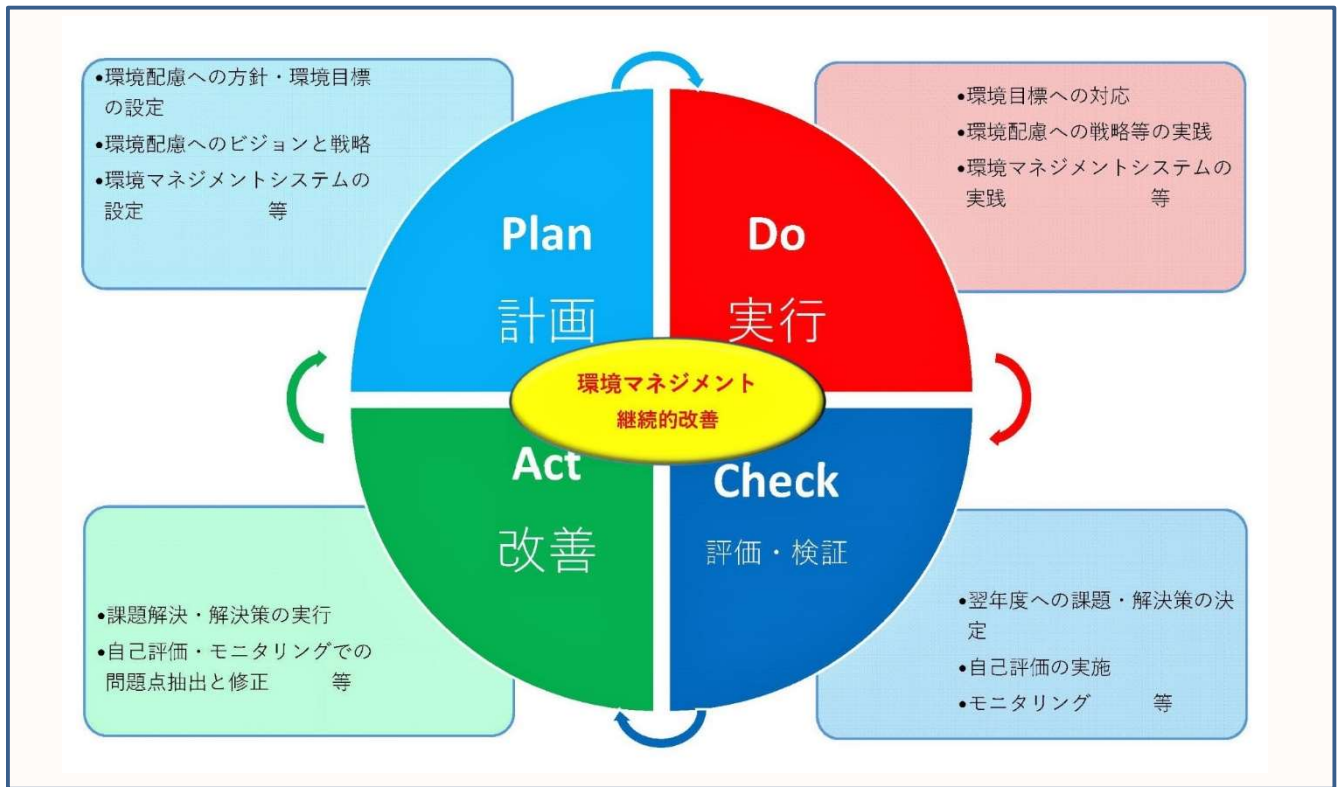 •環境配慮への方針・環境目標
の設定
•環境配慮へのビジョンと戦略
•環境マネジメントシステムの
設定 等
•環境目標への対応
•環境配慮への戦略等の実践
•環境マネジメントシステムの
実践 等
Plan
計画
Do
実行
環境マネジメント
継続的改善
Act
改善
Check
評価・検証
•課題解決・解決策の実行
•自己評価・モニタリングでの
問題点抽出と修正 等
•翌年度への課題・解決策の決
定
•自己評価の実施
•モニタリング 等